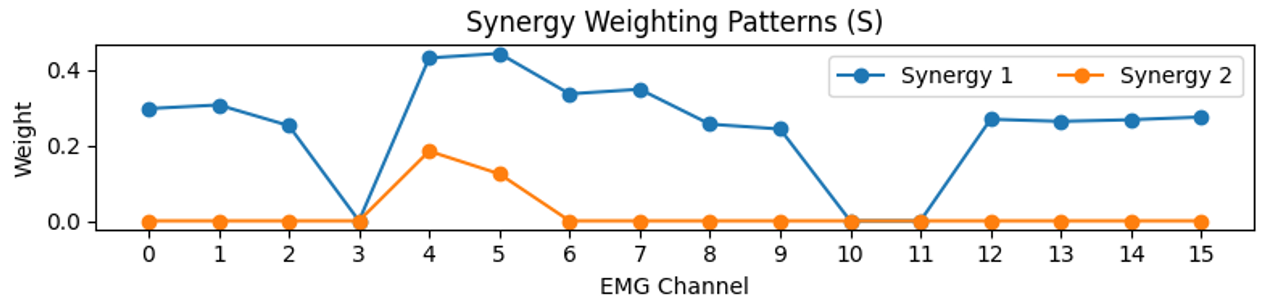 Synergy Weighting Patterns (S)
Synergy 1 Synergy 2
Weight
0.4
0.2
0.0
0 1 2 3 4 5 6 7 8 9 10 11 12 13 14 15
EMG Channel